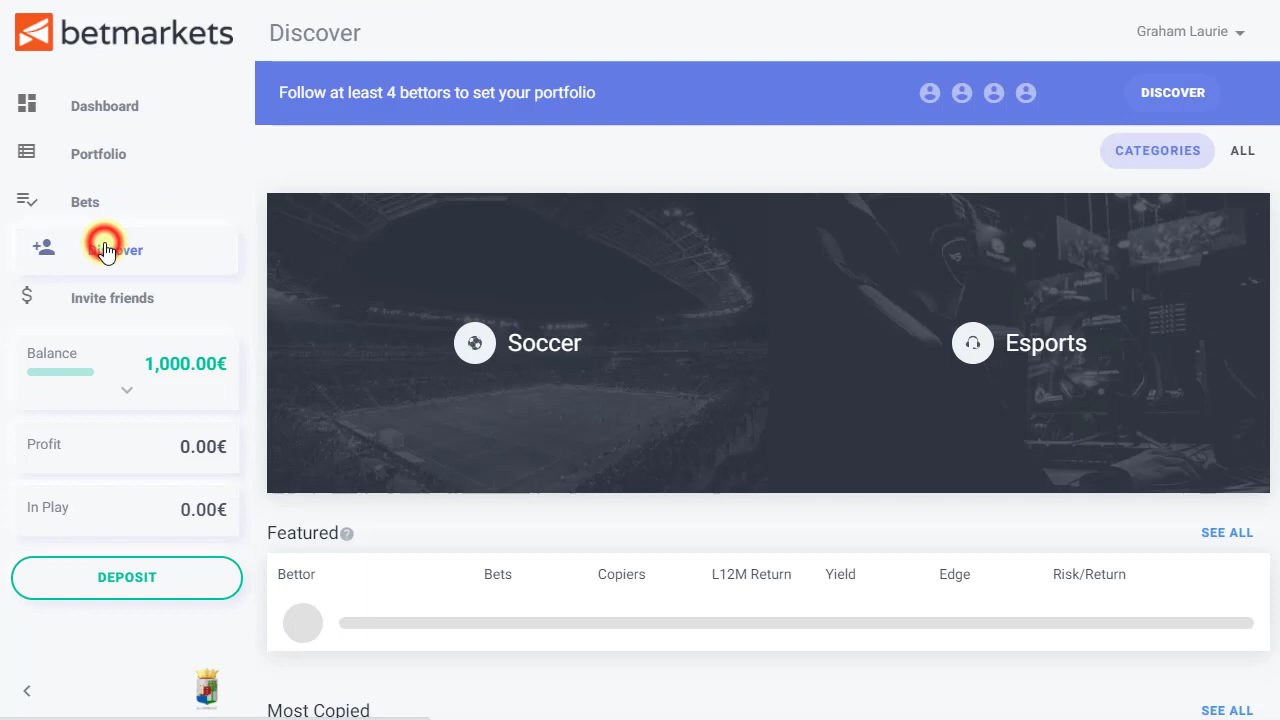 betmarkets
Discover
Graham Laurie
Dashboard
Portfolio
Bets
Discover
Invite friends
Balance
1,000.00€
Profit
0.00€
In Play
0.00€
DEPOSIT
Follow at least 4 bettors to set your portfolio
DISCOVER
CATEGORIES
ALL
Soccer
Esports
Featured
SEE ALL
Bettor Bets Copiers L12M Return Yield Edge Risk/Return
Most Copied
SEE ALL